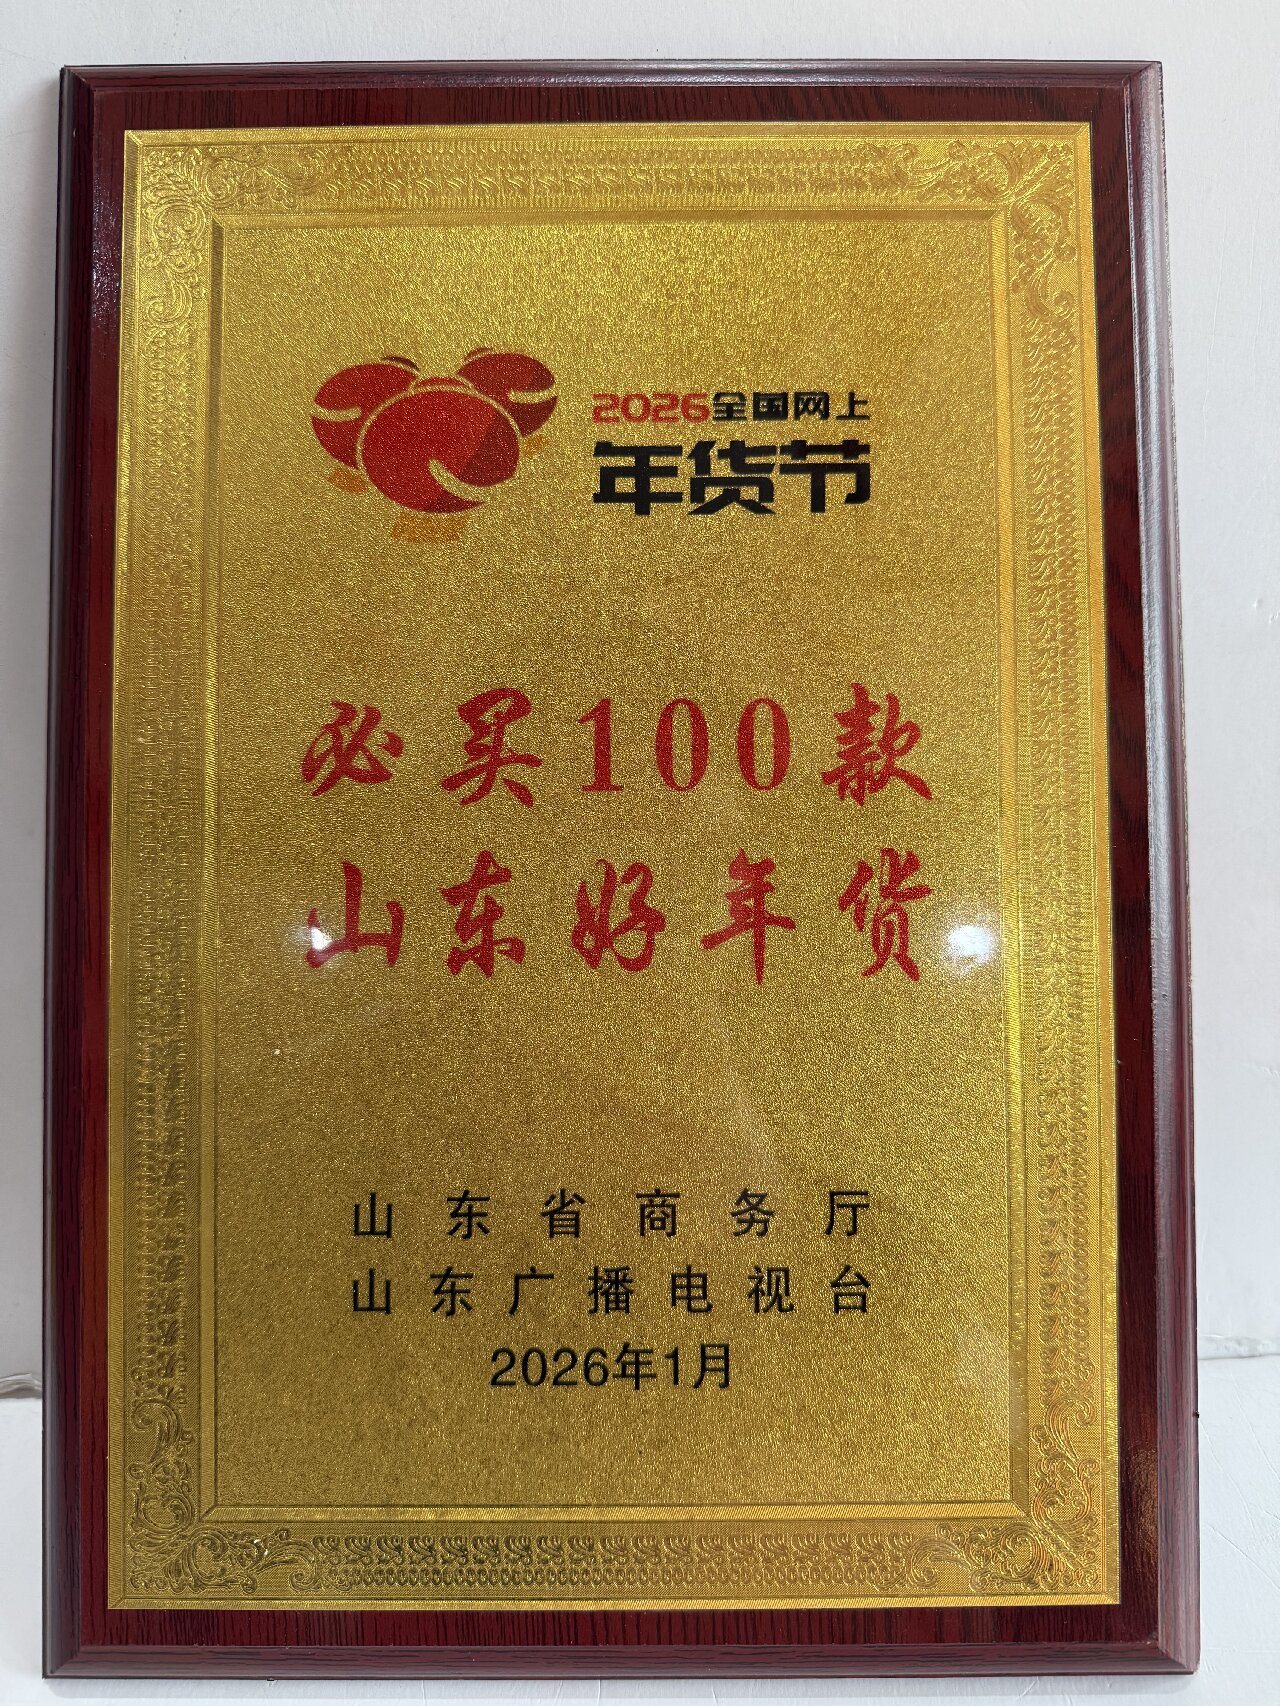 2026全国网上
年货节
必买100款
山东好年货
山东省商务厅
山东广播电视台
2026年1月